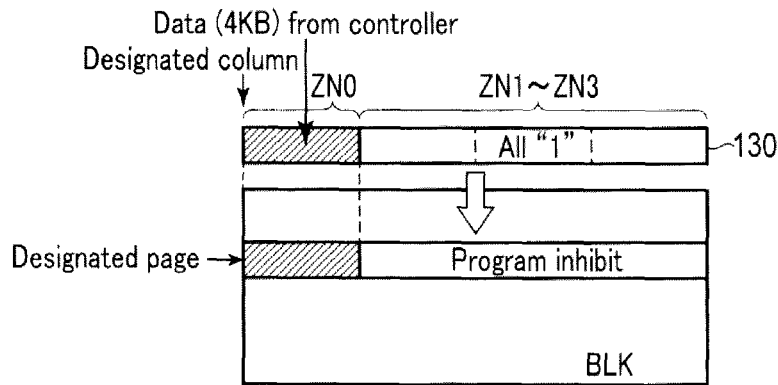 Data (4KB) from controller
Designated column
ZN0
ZN1~ZN3
All “1”
130
Designated page
Program inhibit
BLK